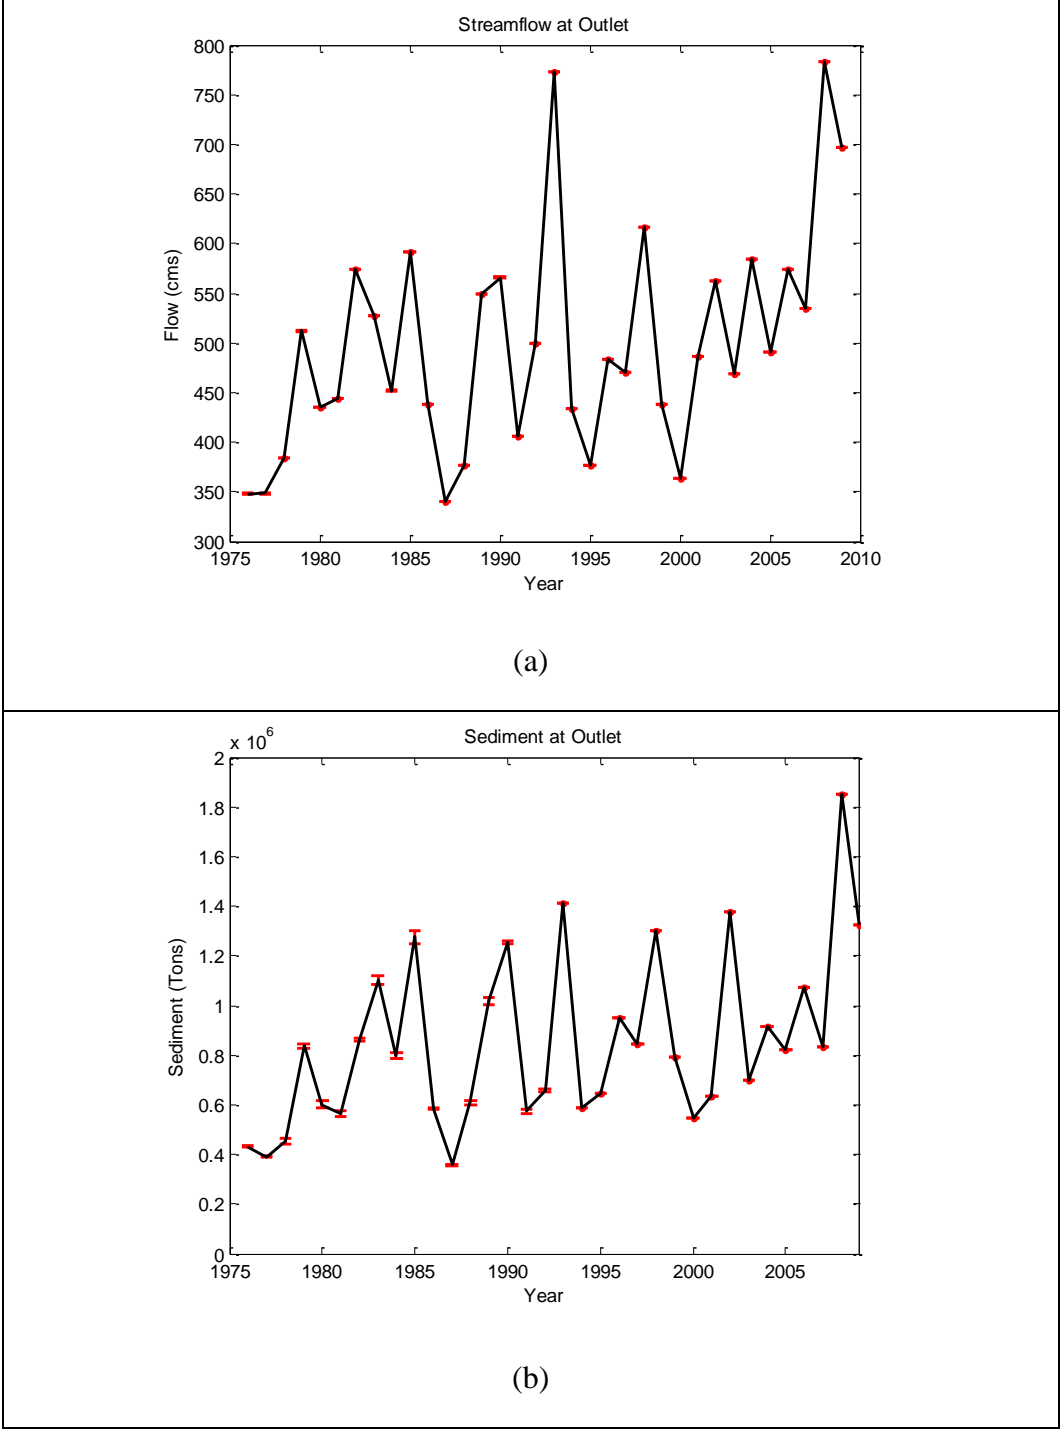 Streamflow at Outlet
800
750
700
650
600
550
500
450
400
350
300
Flow (cms)
1975 1980 1985 1990 1995 2000 2005 2010
Year
(a)
x 10^6
Sediment at Outlet
2
1.8
1.6
1.4
1.2
1
0.8
0.6
0.4
0.2
0
Sediment (Tons)
1975 1980 1985 1990 1995 2000 2005
Year
(b)